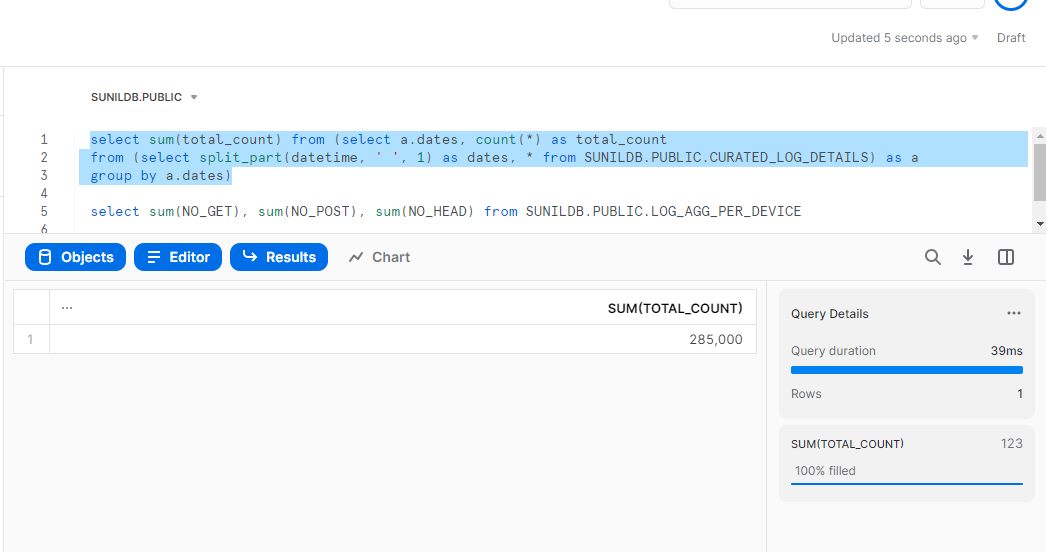 Updated 5 seconds ago Draft
SUNILDB.PUBLIC
1 select sum(total_count) from (select a.dates, count(*) as total_count
2 from (select split_part(datetime, ' ', 1) as dates, * from SUNILDB.PUBLIC.CURATED_LOG_DETAILS) as a
3 group by a.dates)
4
5 select sum(NO_GET), sum(NO_POST), sum(NO_HEAD) from SUNILDB.PUBLIC.LOG_AGG_PER_DEVICE
6
Objects Editor Results Chart
... SUM(TOTAL_COUNT)
1 285,000
Query Details ...
Query duration 39ms
Rows 1
SUM(TOTAL_COUNT) 123
100% filled